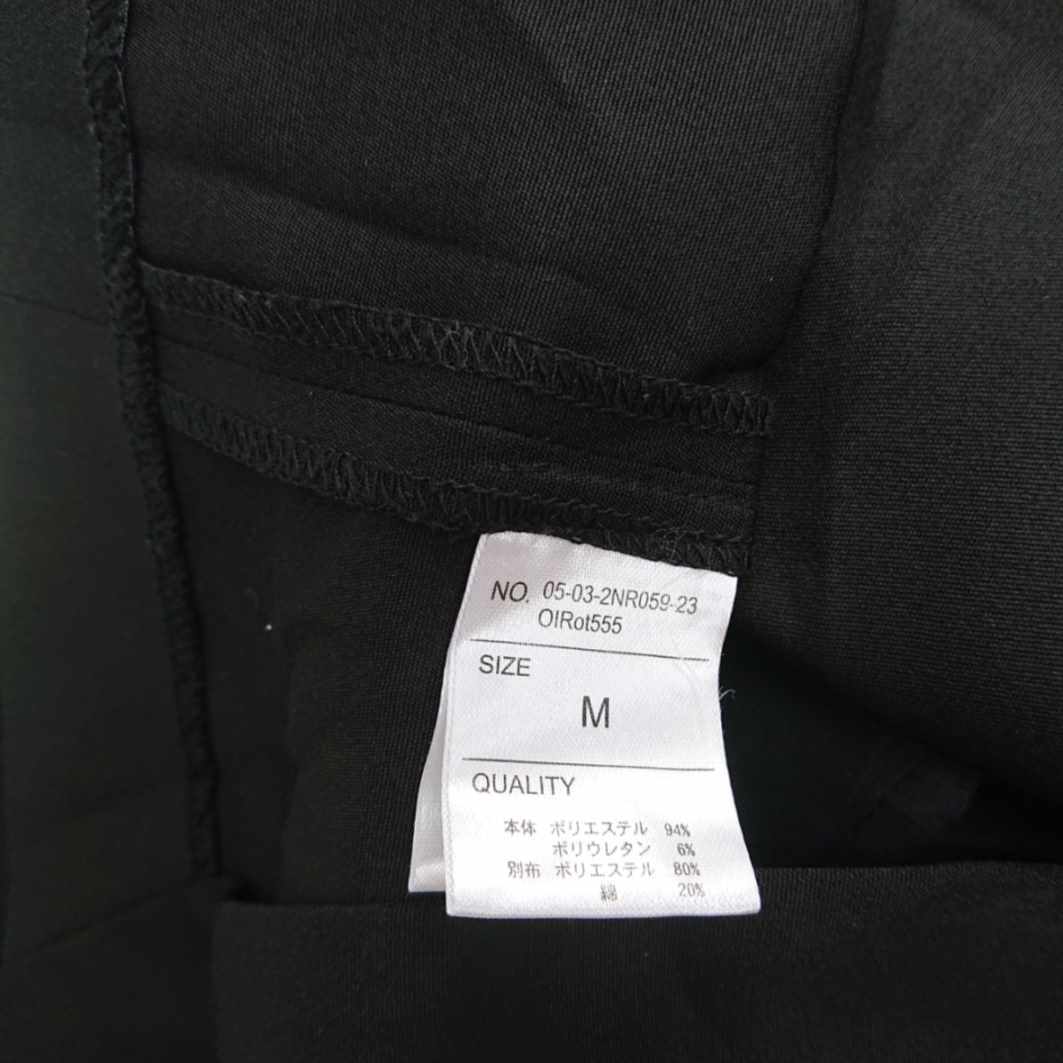 NO. 05-03-2NR059-23
OIRot555
SIZE
M
QUALITY
本体 ポリエステル 94%
ポリウレタン 6%
別布 ポリエステル 80%
綿 20%